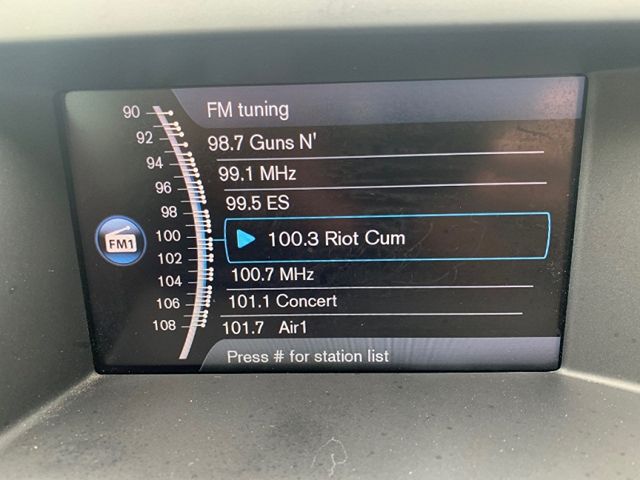 FM tuning
90
92
94
96
98
100
102
104
106
108
FM1
98.7 Guns N'
99.1 MHz
99.5 ES
100.3 Riot Cum
100.7 MHz
101.1 Concert
101.7 Air1
Press # for station list